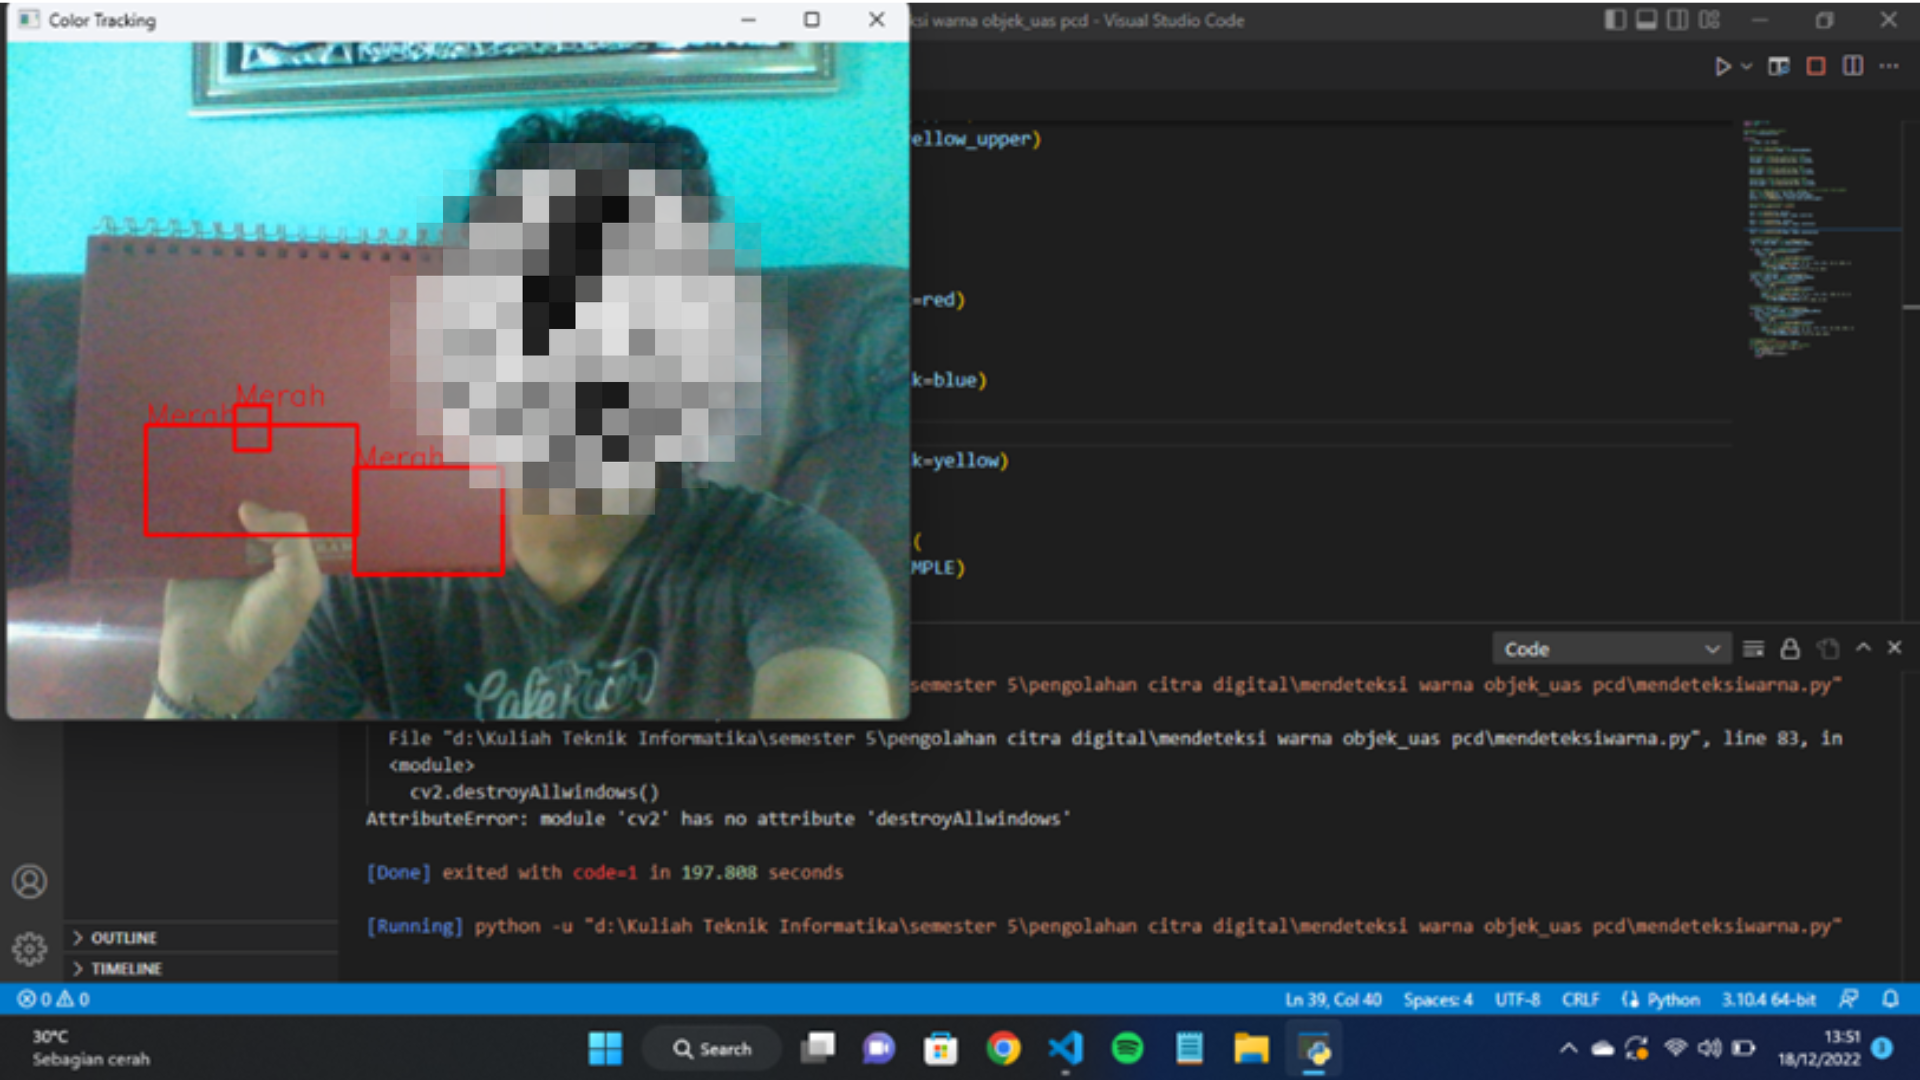 Color Tracking
ksi warna objek_uas pcd - Visual Studio Code
ellow_upper)
=red)
k=blue)
k=yellow)
(
MPLE)
Merah
Merah
Merah
Cafe Racer
Code
semester 5\pengolahan citra digital\mendeteksi warna objek_uas pcd\mendeteksiwarna.py"
File "d:\Kuliah Teknik Informatika\semester 5\pengolahan citra digital\mendeteksi warna objek_uas pcd\mendeteksiwarna.py", line 83, in
<module>
cv2.destroyAllwindows()
AttributeError: module 'cv2' has no attribute 'destroyAllwindows'
[Done] exited with code=1 in 197.808 seconds
[Running] python -u "d:\Kuliah Teknik Informatika\semester 5\pengolahan citra digital\mendeteksi warna objek_uas pcd\mendeteksiwarna.py"
OUTLINE
TIMELINE
0 0
Ln 39, Col 40 Spaces: 4 UTF-8 CRLF Python 3.10.4 64-bit
30°C
Sebagian cerah
Search
13:51
18/12/2022
3